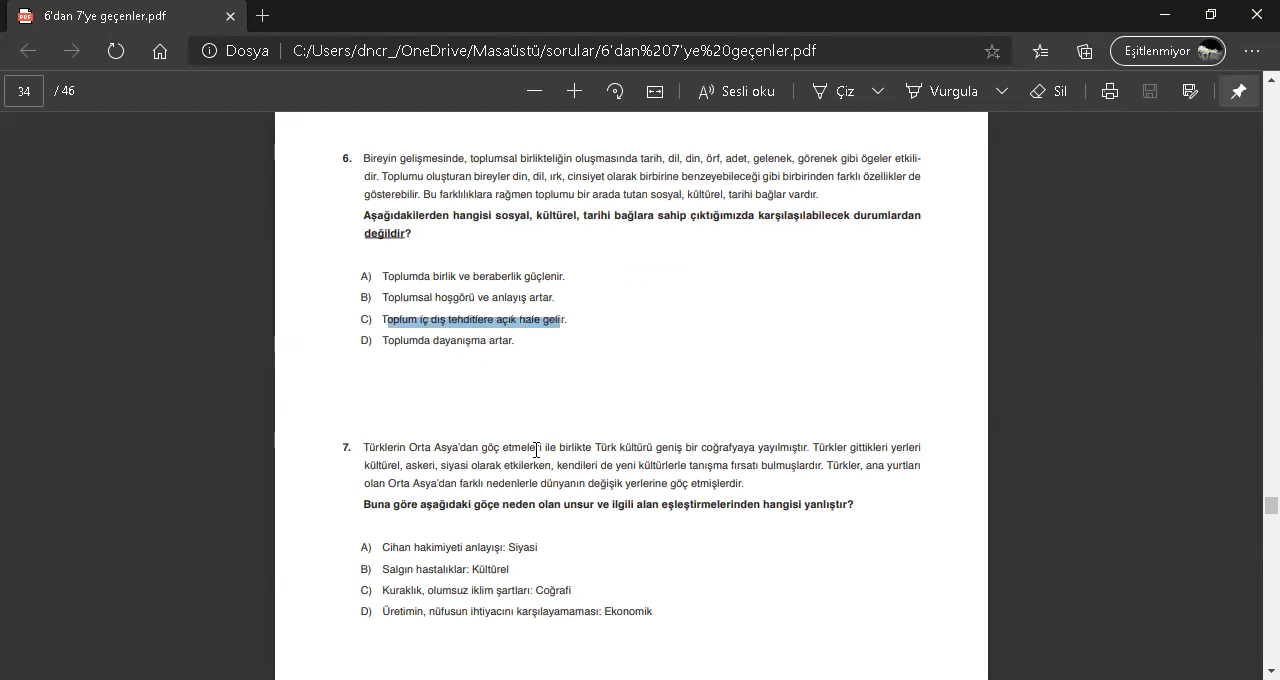 6'dan 7'ye geçenler.pdf
Dosya | C:/Users/dncr_/OneDrive/Masaüstü/sorular/6'dan%207'ye%20geçenler.pdf
Eşitlenmiyor
34 / 46
Sesli oku
Çiz
Vurgula
Sil
6. Bireyin gelişmesinde, toplumsal birlikteliğin oluşmasında tarih, dil, din, örf, adet, gelenek, görenek gibi ögeler etkili-
dir. Toplumu oluşturan bireyler din, dil, ırk, cinsiyet olarak birbirine benzeyebileceği gibi birbirinden farklı özellikler de
gösterebilir. Bu farklılıklara rağmen toplumu bir arada tutan sosyal, kültürel, tarihi bağlar vardır.
Aşağıdakilerden hangisi sosyal, kültürel, tarihi bağlara sahip çıktığımızda karşılaşılabilecek durumlardan
değildir?
A) Toplumda birlik ve beraberlik güçlenir.
B) Toplumsal hoşgörü ve anlayış artar.
C) Toplum iç dış tehditlere açık hale gelir.
D) Toplumda dayanışma artar.
7. Türklerin Orta Asya'dan göç etmeleri ile birlikte Türk kültürü geniş bir coğrafyaya yayılmıştır. Türkler gittikleri yerleri
kültürel, askeri, siyasi olarak etkilerken, kendileri de yeni kültürlerle tanışma fırsatı bulmuşlardır. Türkler, ana yurtları
olan Orta Asya'dan farklı nedenlerle dünyanın değişik yerlerine göç etmişlerdir.
Buna göre aşağıdaki göçe neden olan unsur ve ilgili alan eşleştirmelerinden hangisi yanlıştır?
A) Cihan hakimiyeti anlayışı: Siyasi
B) Salgın hastalıklar: Kültürel
C) Kuraklık, olumsuz iklim şartları: Coğrafi
D) Üretimin, nüfusun ihtiyacını karşılayamaması: Ekonomik